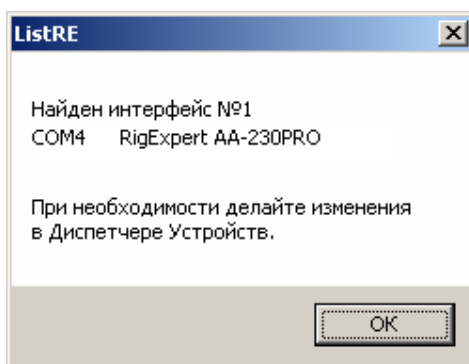 ListRE
Найден интерфейс №1
COM4 RigExpert AA-230PRO
При необходимости делайте изменения
в Диспетчере Устройств.
OK